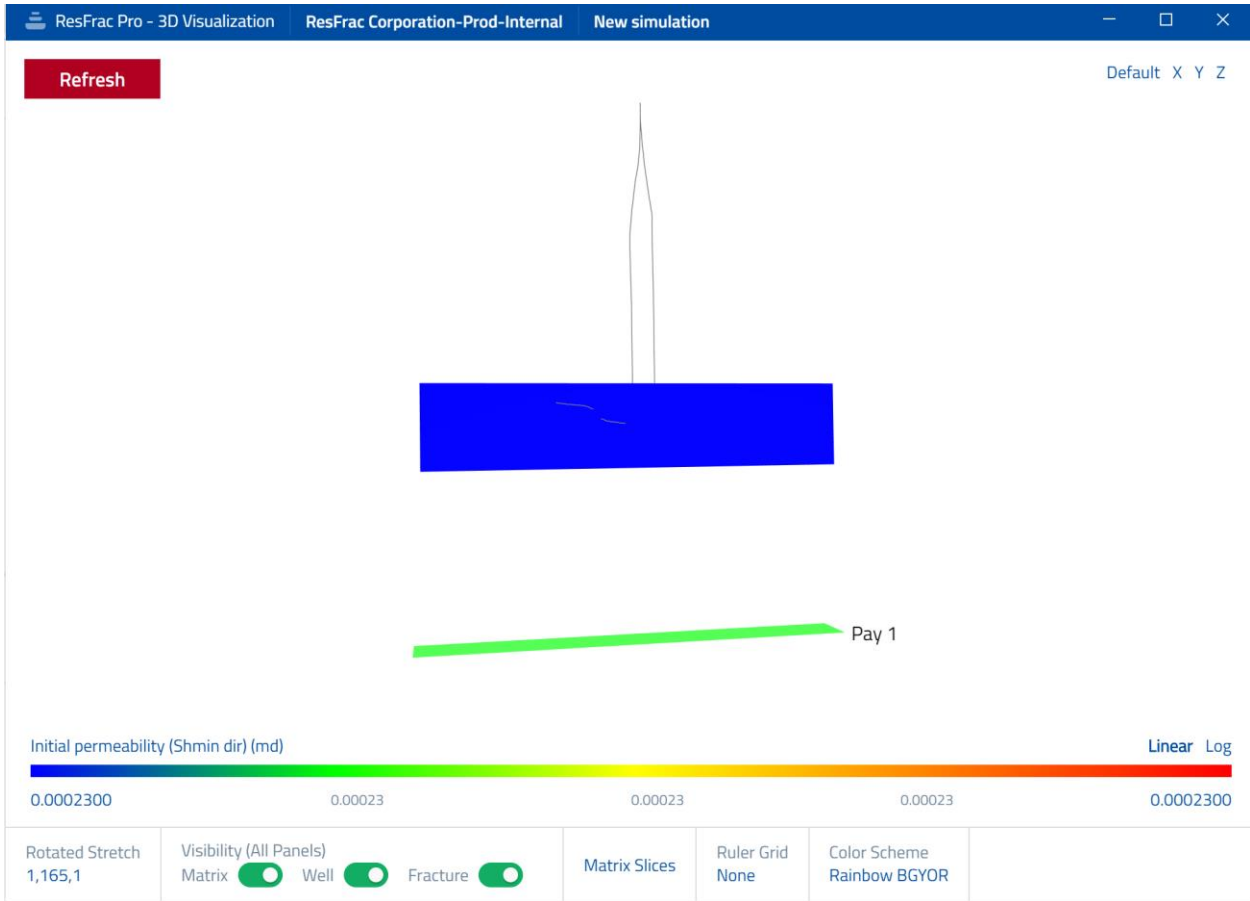 ResFrac Pro - 3D Visualization ResFrac Corporation-Prod-Internal New simulation
Refresh
Default X Y Z
Pay 1
Initial permeability (Shmin dir) (md) Linear Log
0.0002300 0.00023 0.00023 0.00023 0.0002300
Rotated Stretch Visibility (All Panels) Ruler Grid Color Scheme
1,165,1 Matrix Well Fracture Matrix Slices None Rainbow BGYOR